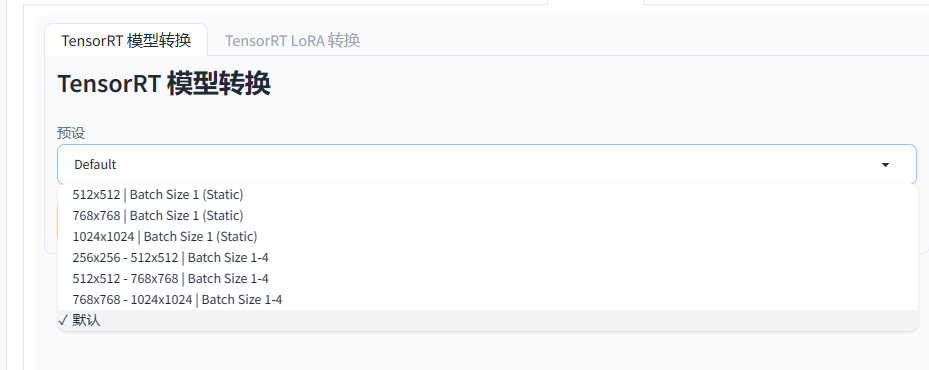 TensorRT 模型转换 TensorRT LoRA 转换
TensorRT 模型转换
预设
Default
512x512 | Batch Size 1 (Static)
768x768 | Batch Size 1 (Static)
1024x1024 | Batch Size 1 (Static)
256x256 - 512x512 | Batch Size 1-4
512x512 - 768x768 | Batch Size 1-4
768x768 - 1024x1024 | Batch Size 1-4
✓ 默认